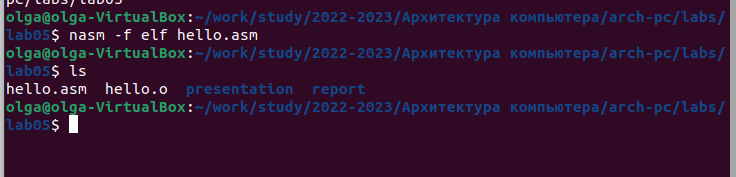 pc/labs/lab05
olga@olga-VirtualBox:~/work/study/2022-2023/Архитектура компьютера/arch-pc/labs/
lab05$ nasm -f elf hello.asm
olga@olga-VirtualBox:~/work/study/2022-2023/Архитектура компьютера/arch-pc/labs/
lab05$ ls
hello.asm  hello.o  presentation  report
olga@olga-VirtualBox:~/work/study/2022-2023/Архитектура компьютера/arch-pc/labs/
lab05$